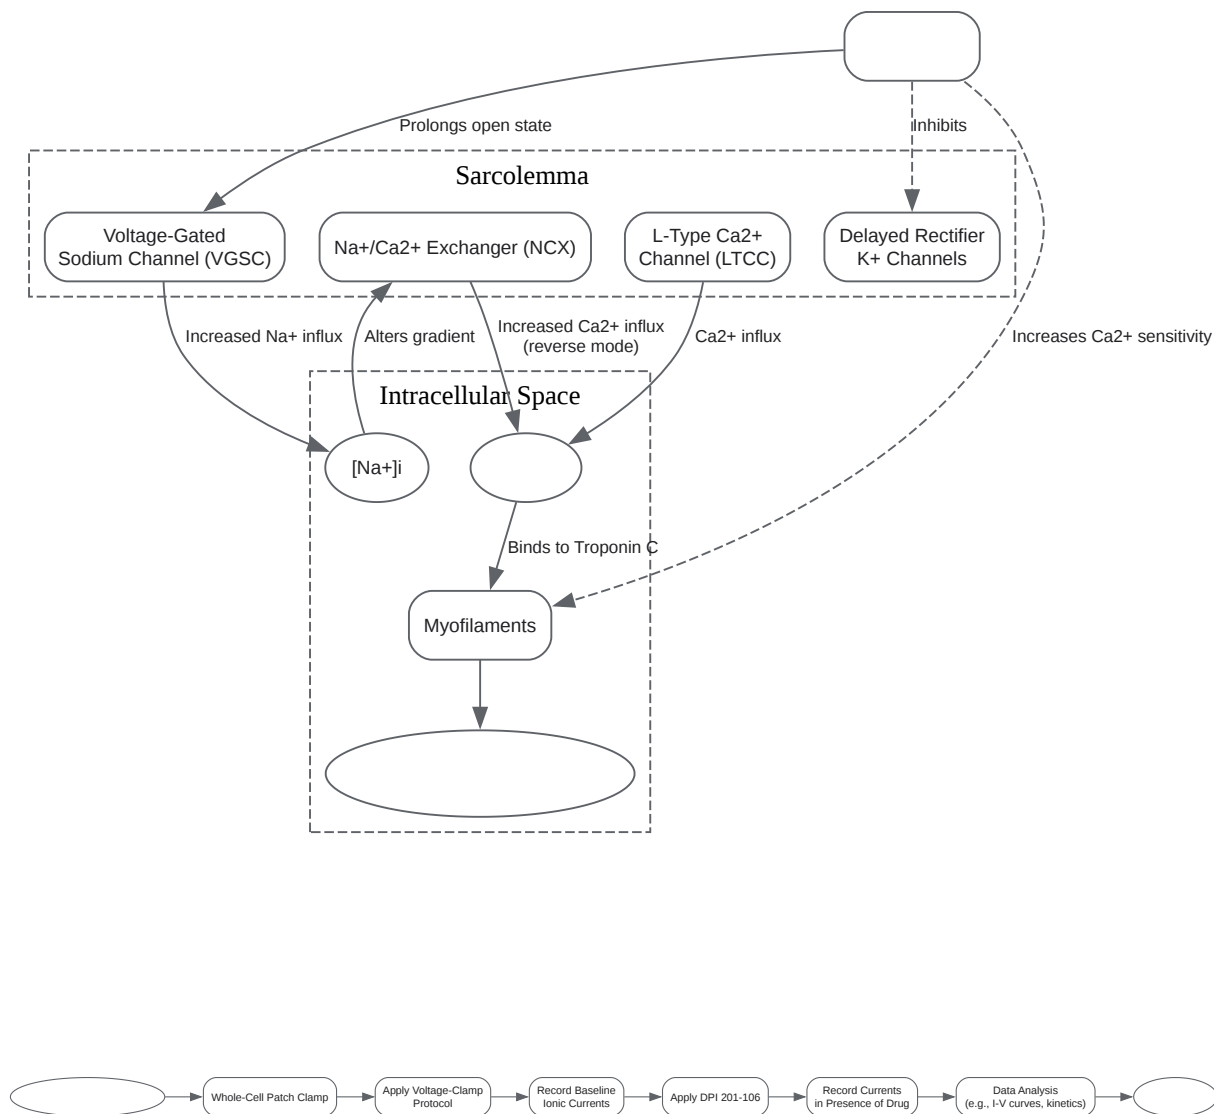 Prolongs open state
Inhibits
Sarcolemma
Voltage-Gated
Sodium Channel (VGSC)
Na+/Ca2+ Exchanger (NCX)
L-Type Ca2+
Channel (LTCC)
Delayed Rectifier
K+ Channels
Increased Na+ influx
Alters gradient
Increased Ca2+ influx
(reverse mode)
Ca2+ influx
Increases Ca2+ sensitivity
Intracellular Space
[Na+]i
Binds to Troponin C
Myofilaments
Whole-Cell Patch Clamp
Apply Voltage-Clamp
Protocol
Record Baseline
Ionic Currents
Apply DPI 201-106
Record Currents
in Presence of Drug
Data Analysis
(e.g., I-V curves, kinetics)